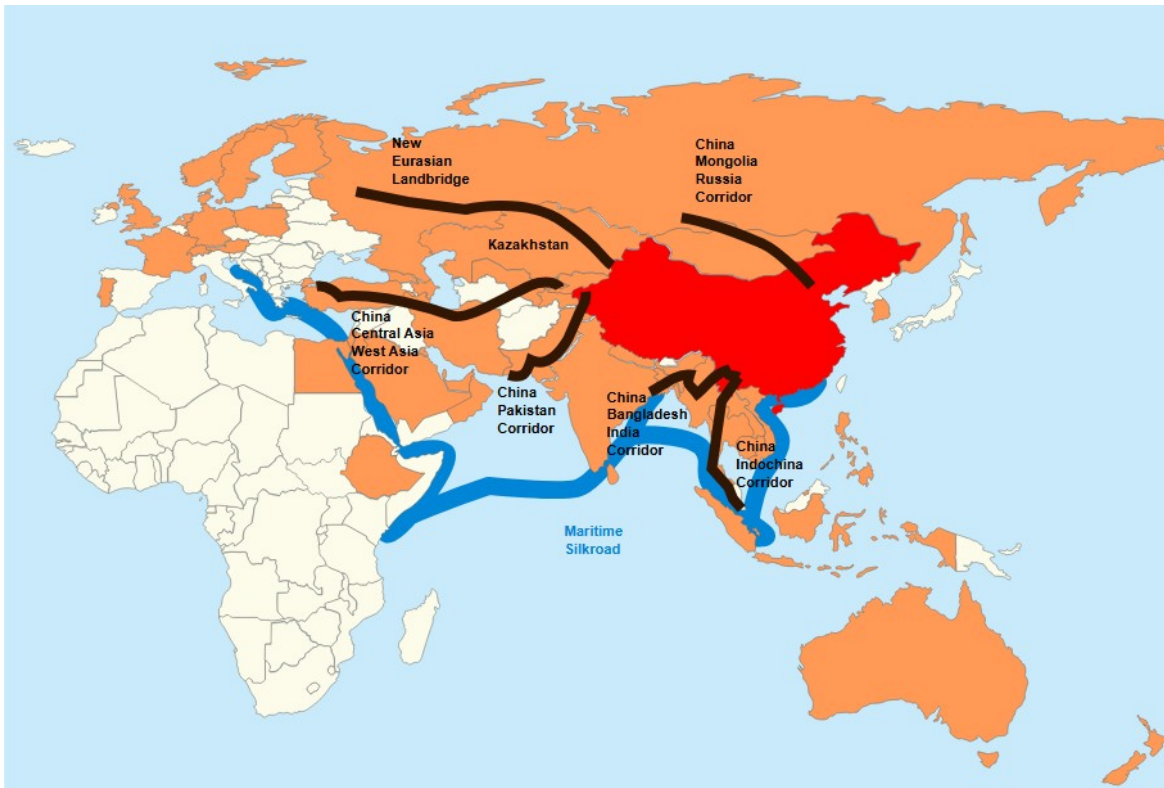 New
Eurasian
Landbridge
China
Mongolia
Russia
Corridor
Kazakhstan
China
Central Asia
West Asia
Corridor
China
Pakistan
Corridor
China
Bangladesh
India
Corridor
China
Indochina
Corridor
Maritime
Silkroad